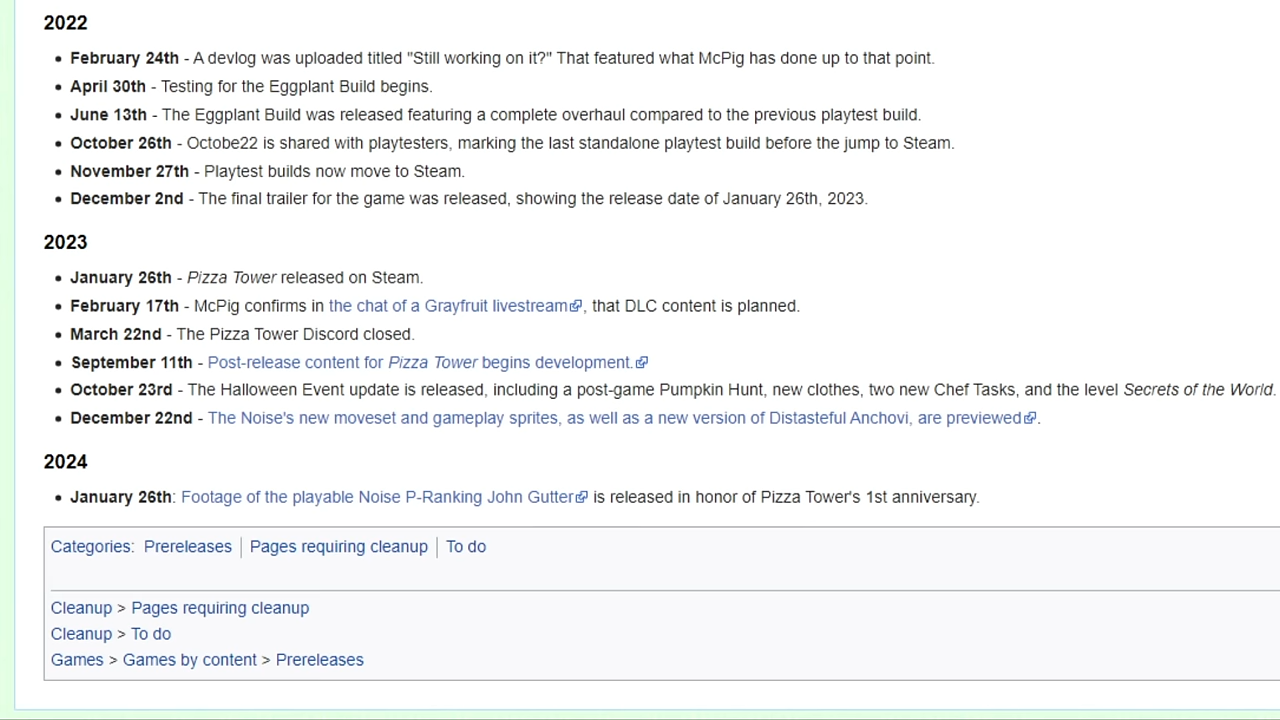 2022
• February 24th - A devlog was uploaded titled "Still working on it?" That featured what McPig has done up to that point.
• April 30th - Testing for the Eggplant Build begins.
• June 13th - The Eggplant Build was released featuring a complete overhaul compared to the previous playtest build.
• October 26th - Octobe22 is shared with playtesters, marking the last standalone playtest build before the jump to Steam.
• November 27th - Playtest builds now move to Steam.
• December 2nd - The final trailer for the game was released, showing the release date of January 26th, 2023.
2023
• January 26th - Pizza Tower released on Steam.
• February 17th - McPig confirms in the chat of a Grayfruit livestream, that DLC content is planned.
• March 22nd - The Pizza Tower Discord closed.
• September 11th - Post-release content for Pizza Tower begins development.
• October 23rd - The Halloween Event update is released, including a post-game Pumpkin Hunt, new clothes, two new Chef Tasks, and the level Secrets of the World.
• December 22nd - The Noise's new moveset and gameplay sprites, as well as a new version of Distasteful Anchovi, are previewed.
2024
• January 26th: Footage of the playable Noise P-Ranking John Gutter is released in honor of Pizza Tower's 1st anniversary.
Categories: Prereleases | Pages requiring cleanup | To do
Cleanup > Pages requiring cleanup
Cleanup > To do
Games > Games by content > Prereleases